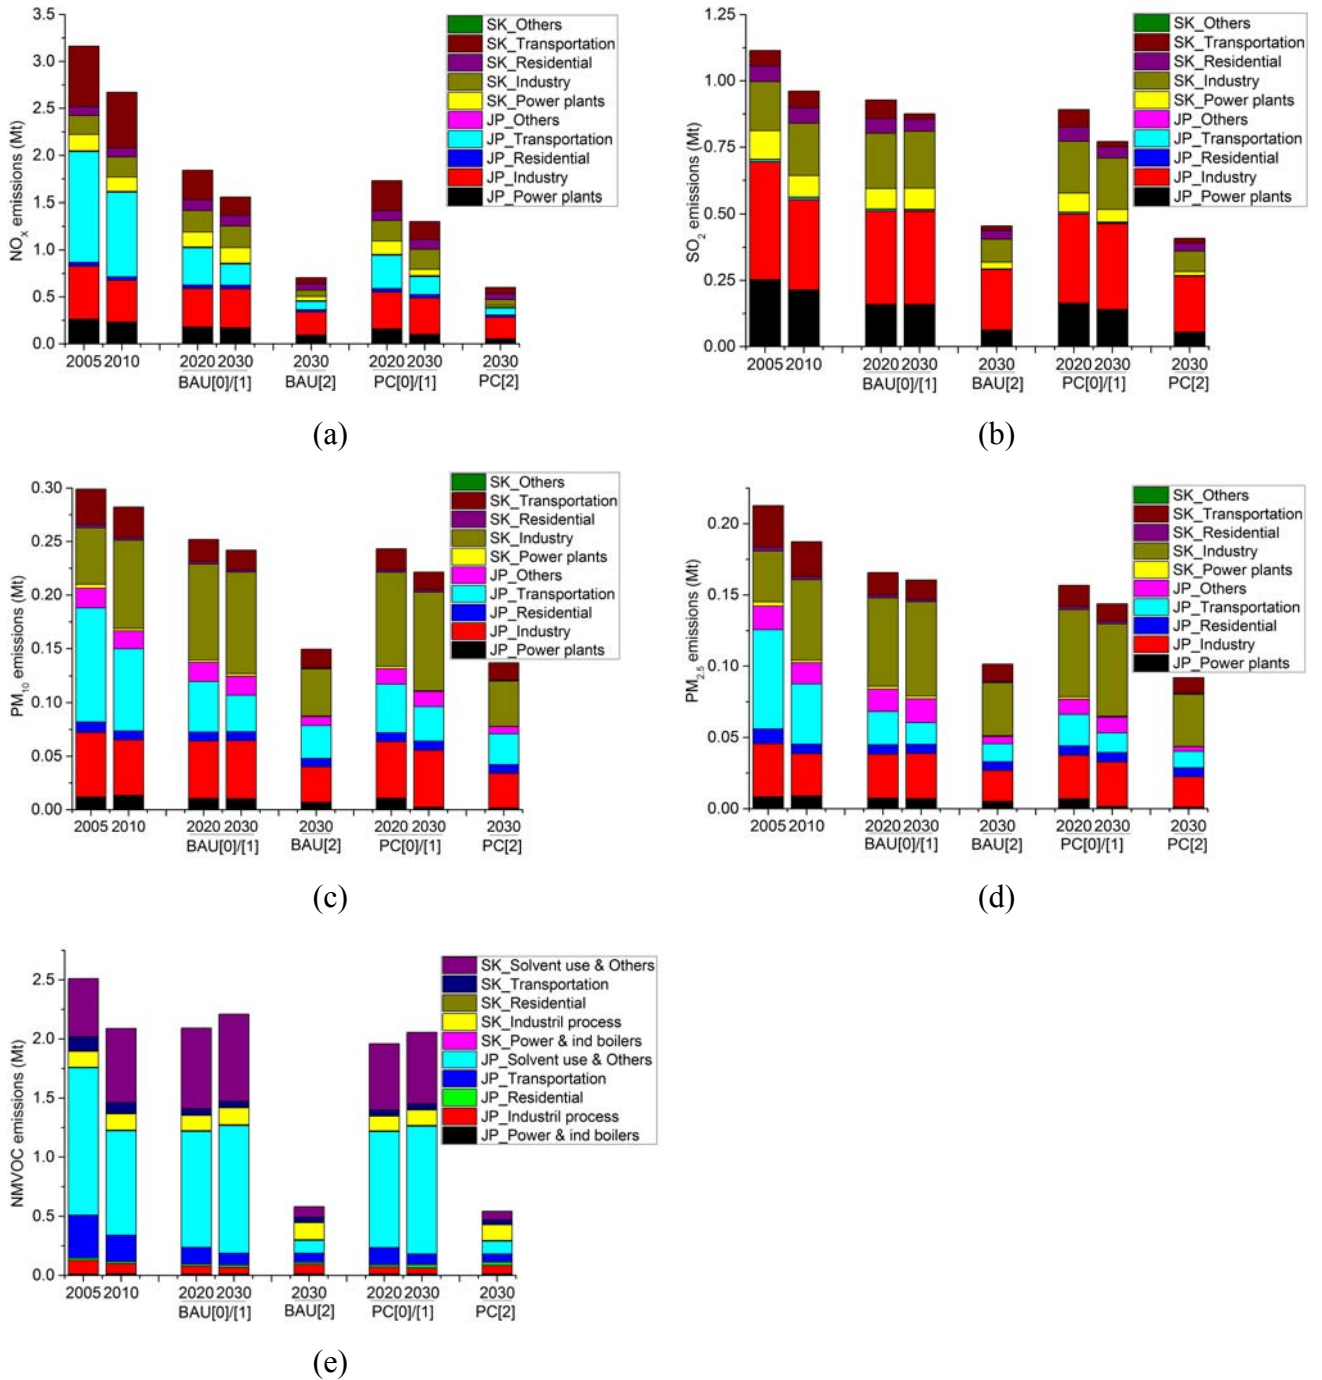 3.5
3.0
2.5
2.0
1.5
1.0
0.5
0.0
NOX emissions (Mt)
SK_Others
SK_Transportation
SK_Residential
SK_Industry
SK_Power plants
JP_Others
JP_Transportation
JP_Residential
JP_Industry
JP_Power plants
2005 2010 2020 2030 2030 2020 2030 2030
BAU[0]/[1] BAU[2] PC[0]/[1] PC[2]
(a)
1.25
1.00
0.75
0.50
0.25
0.00
SO2 emissions (Mt)
SK_Others
SK_Transportation
SK_Residential
SK_Industry
SK_Power plants
JP_Others
JP_Transportation
JP_Residential
JP_Industry
JP_Power plants
2005 2010 2020 2030 2030 2020 2030 2030
BAU[0]/[1] BAU[2] PC[0]/[1] PC[2]
(b)
0.30
0.25
0.20
0.15
0.10
0.05
0.00
PM10 emissions (Mt)
SK_Others
SK_Transportation
SK_Residential
SK_Industry
SK_Power plants
JP_Others
JP_Transportation
JP_Residential
JP_Industry
JP_Power plants
2005 2010 2020 2030 2030 2020 2030 2030
BAU[0]/[1] BAU[2] PC[0]/[1] PC[2]
(c)
0.20
0.15
0.10
0.05
0.00
PM2.5 emissions (Mt)
SK_Others
SK_Transportation
SK_Residential
SK_Industry
SK_Power plants
JP_Others
JP_Transportation
JP_Residential
JP_Industry
JP_Power plants
2005 2010 2020 2030 2030 2020 2030 2030
BAU[0]/[1] BAU[2] PC[0]/[1] PC[2]
(d)
2.5
2.0
1.5
1.0
0.5
0.0
NMVOC emissions (Mt)
SK_Solvent use & Others
SK_Transportation
SK_Residential
SK_Industril process
SK_Power & ind boilers
JP_Solvent use & Others
JP_Transportation
JP_Residential
JP_Industril process
JP_Power & ind boilers
2005 2010 2020 2030 2030 2020 2030 2030
BAU[0]/[1] BAU[2] PC[0]/[1] PC[2]
(e)